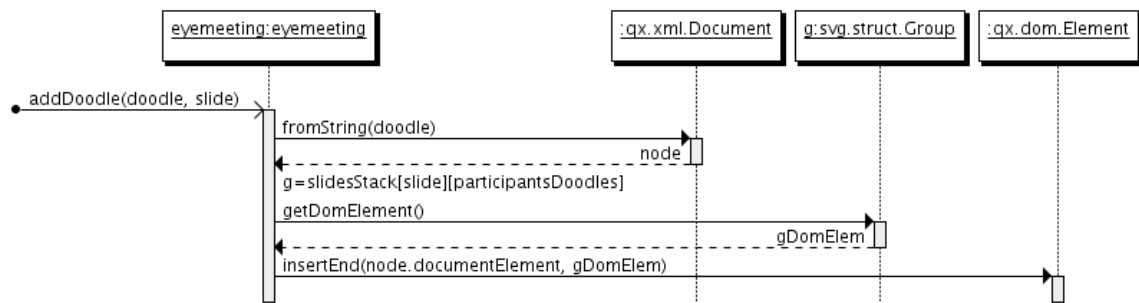 eyemeeting:eyemeeting
:qx.xml.Document
g:svg.struct.Group
:qx.dom.Element
addDoodle(doodle, slide)
fromString(doodle)
node
g=slidesStack[slide][participantsDoodles]
getDomElement()
gDomElem
insertEnd(node.documentElement, gDomElem)